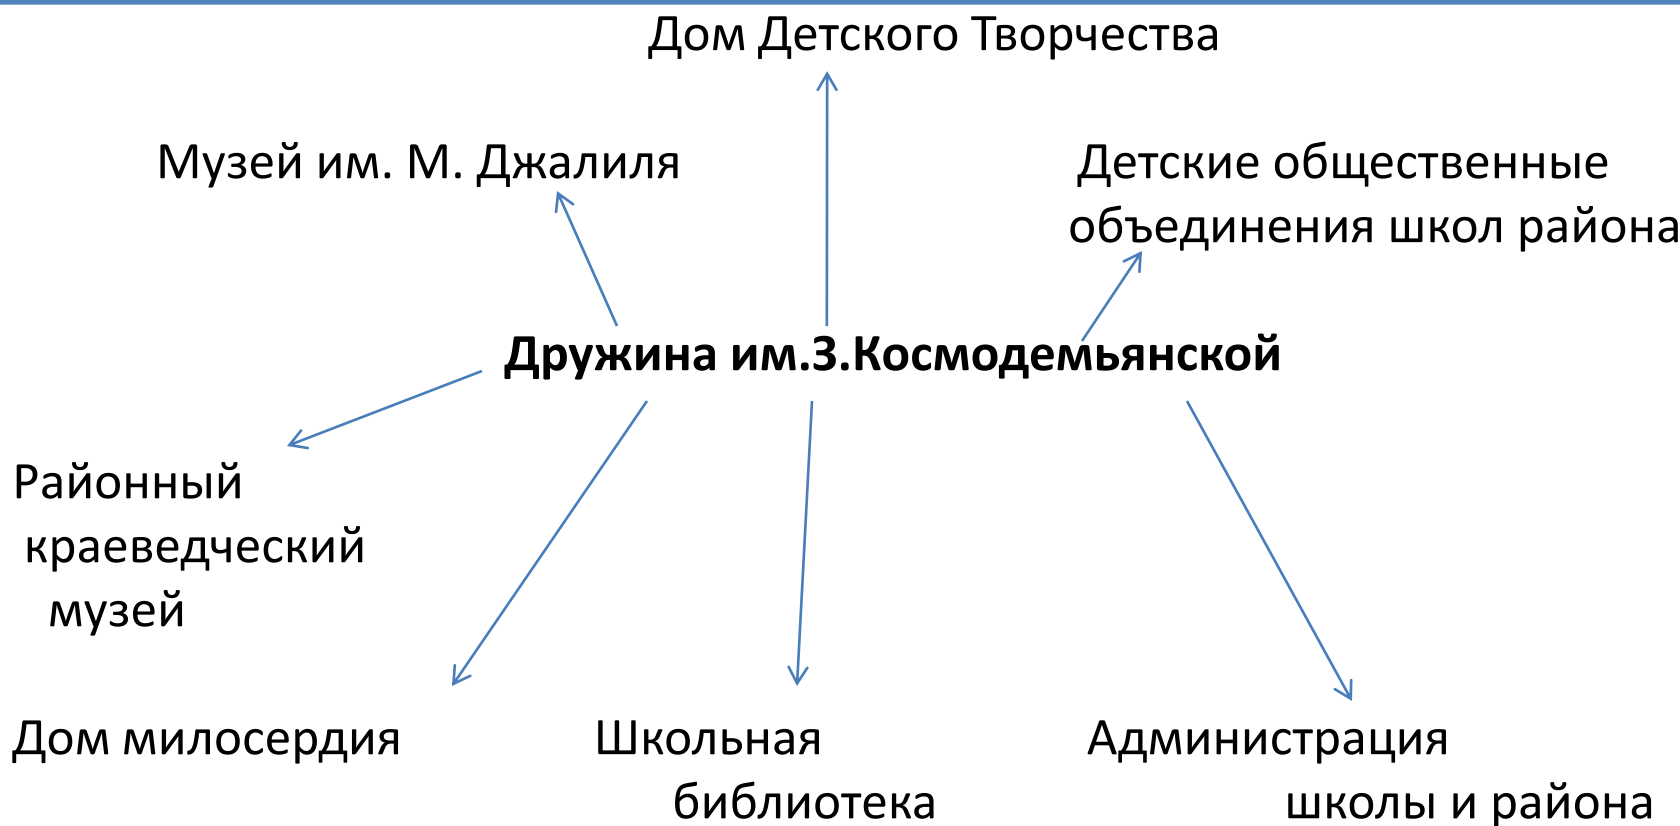 Дом Детского Творчества
Музей им. М. Джалиля
Детские общественные
объединения школ района
Дружина им.З.Космодемьянской
Районный
краеведческий
музей
Дом милосердия
Школьная
библиотека
Администрация
школы и района